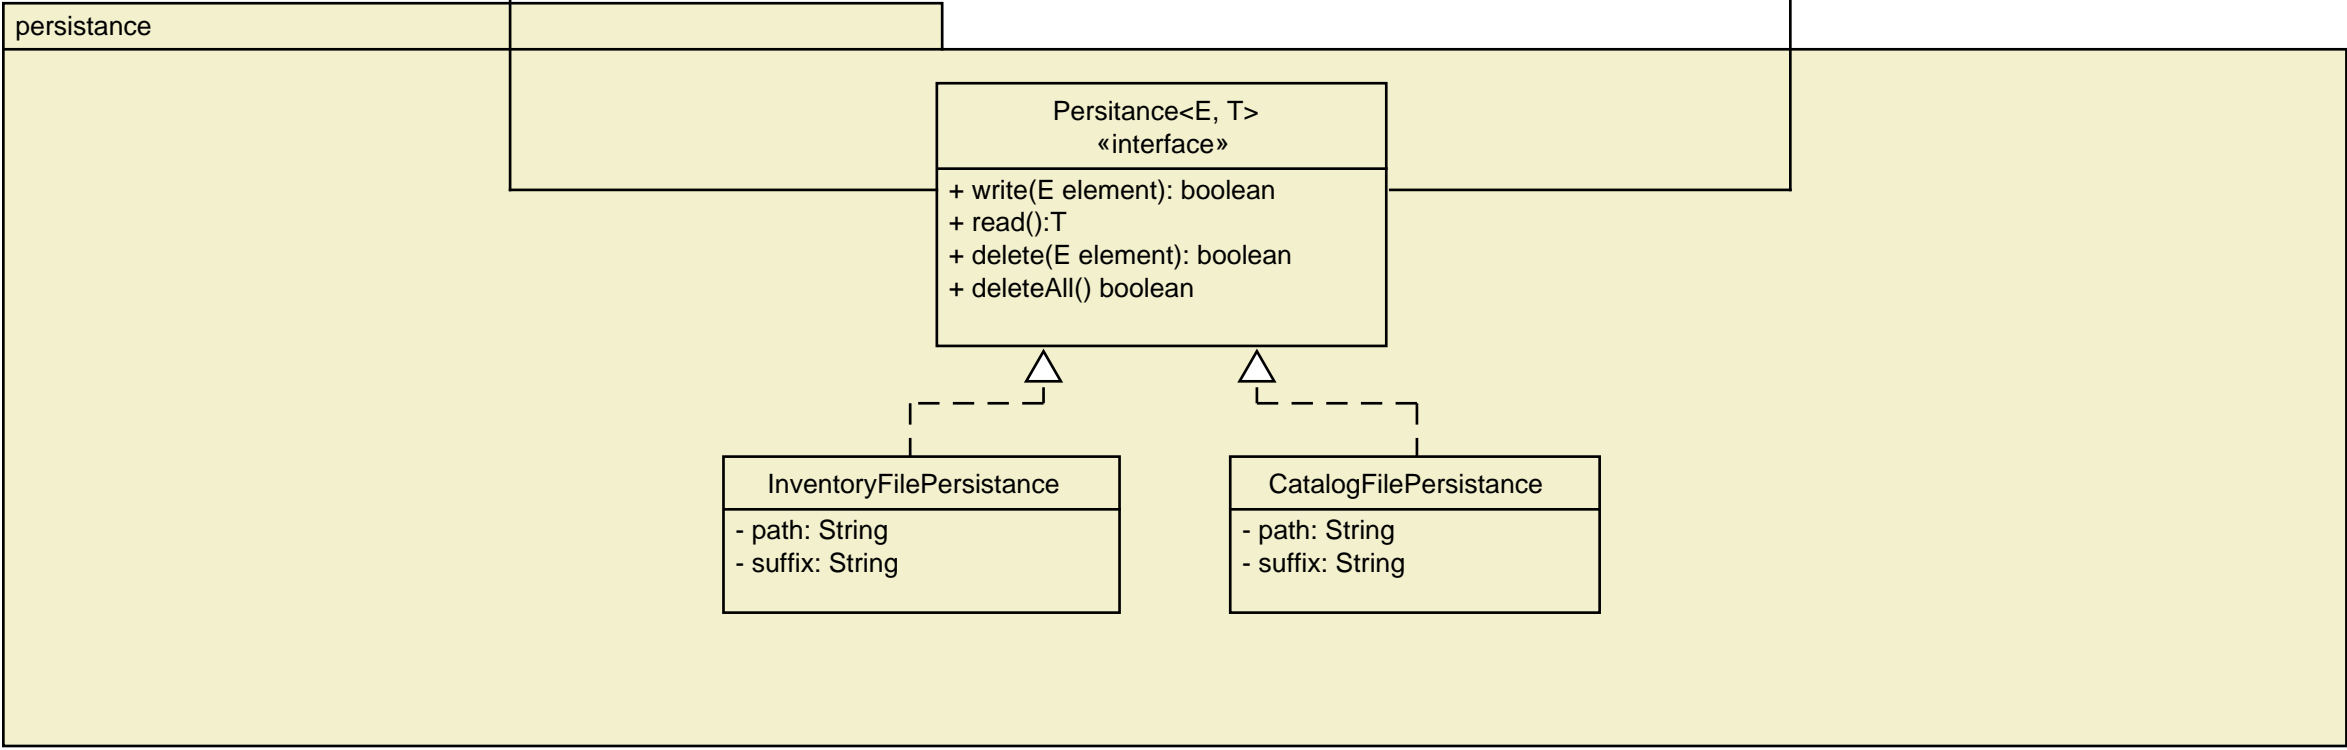 persistance
Persitance<E, T>
«interface»
+ write(E element): boolean
+ read():T
+ delete(E element): boolean
+ deleteAll() boolean
InventoryFilePersistance
- path: String
- suffix: String
CatalogFilePersistance
- path: String
- suffix: String